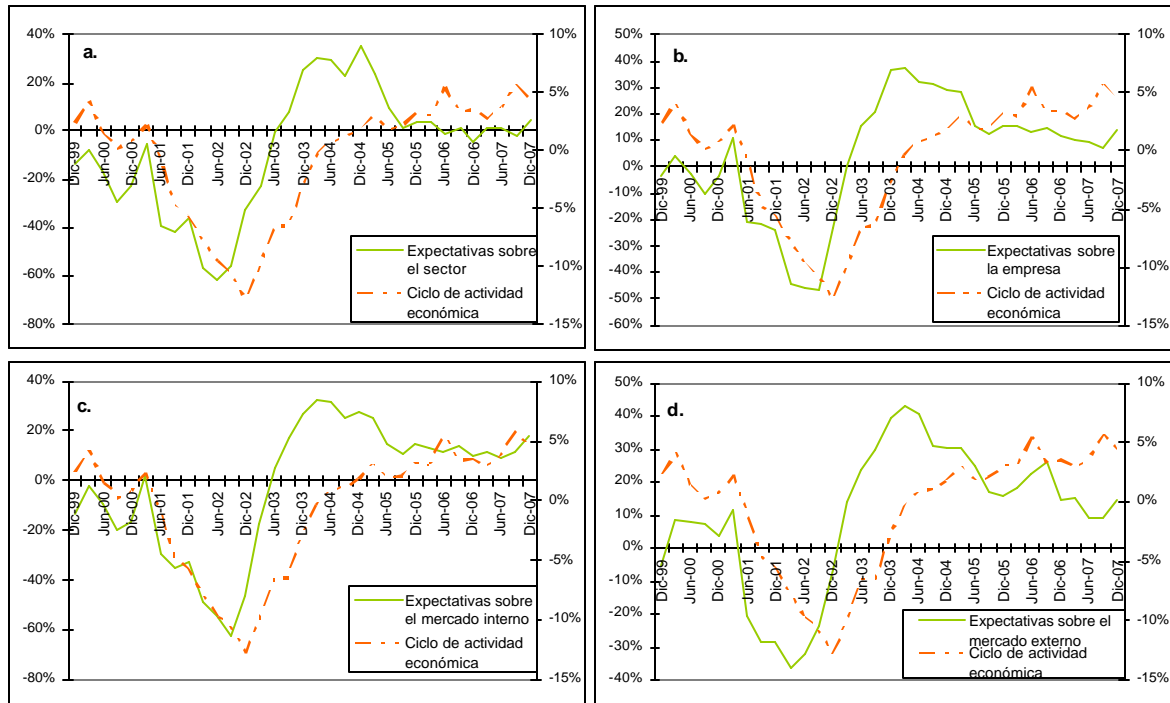 a.
40%
20%
0%
-20%
-40%
-60%
-80%
10%
5%
0%
-5%
-10%
-15%
Dic-99
Jun-00
Dic-00
Jun-01
Dic-01
Jun-02
Dic-02
Jun-03
Dic-03
Jun-04
Dic-04
Jun-05
Dic-05
Jun-06
Dic-06
Jun-07
Dic-07
Expectativas sobre
el sector
Ciclo de actividad
económica
b.
50%
40%
30%
20%
10%
0%
-10%
-20%
-30%
-40%
-50%
-60%
10%
5%
0%
-5%
-10%
-15%
Dic-99
Jun-00
Dic-00
Jun-01
Dic-01
Jun-02
Dic-02
Jun-03
Dic-03
Jun-04
Dic-04
Jun-05
Dic-05
Jun-06
Dic-06
Jun-07
Dic-07
Expectativas sobre
la empresa
Ciclo de actividad
económica
c.
40%
20%
0%
-20%
-40%
-60%
-80%
10%
5%
0%
-5%
-10%
-15%
Dic-99
Jun-00
Dic-00
Jun-01
Dic-01
Jun-02
Dic-02
Jun-03
Dic-03
Jun-04
Dic-04
Jun-05
Dic-05
Jun-06
Dic-06
Jun-07
Dic-07
Expectativas sobre
el mercado interno
Ciclo de actividad
económica
d.
50%
40%
30%
20%
10%
0%
-10%
-20%
-30%
-40%
10%
5%
0%
-5%
-10%
-15%
Dic-99
Jun-00
Dic-00
Jun-01
Dic-01
Jun-02
Dic-02
Jun-03
Dic-03
Jun-04
Dic-04
Jun-05
Dic-05
Jun-06
Dic-06
Jun-07
Dic-07
Expectativas sobre el
mercado externo
Ciclo de actividad
económica